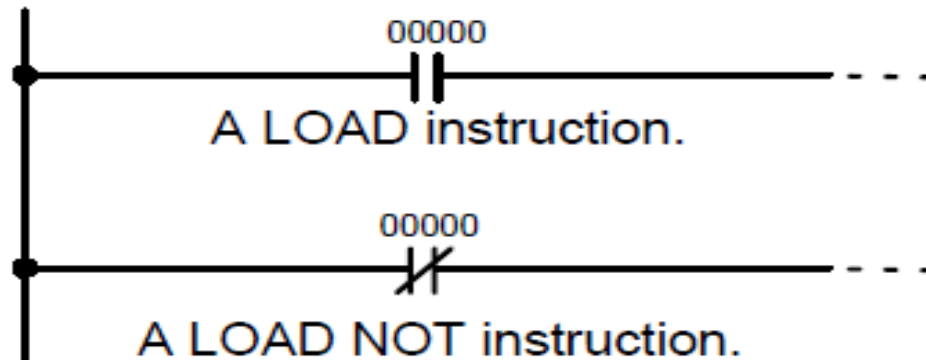 00000
A LOAD instruction.
00000
A LOAD NOT instruction.